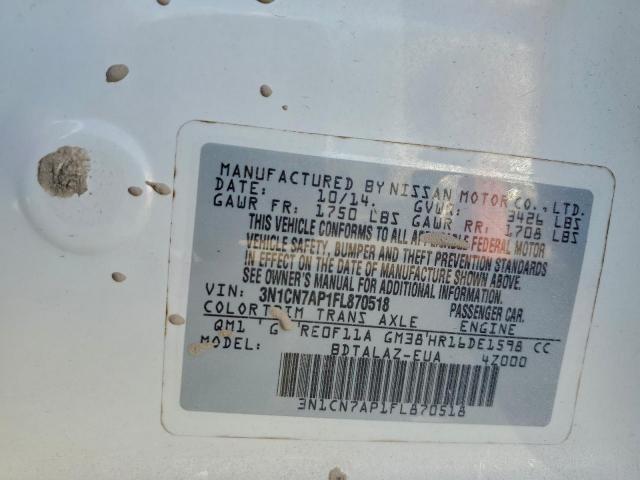 MANUFACTURED BY NISSAN MOTOR CO., LTD.
DATE: 10/14. GVWR: 3426 LBS
GAWR FR: 1750 LBS GAWR RR: 1708 LBS
THIS VEHICLE CONFORMS TO ALL APPLICABLE FEDERAL MOTOR
VEHICLE SAFETY, BUMPER AND THEFT PREVENTION STANDARDS
IN EFFECT ON THE DATE OF MANUFACTURE SHOWN ABOVE.
SEE OWNER'S MANUAL FOR ADDITIONAL INFORMATION.
VIN: 3N1CN7AP1FL870518 PASSENGER CAR.
COLOR TRIM TRANS AXLE ENGINE
QM1 'G' RE0F11A GM38'HR16DE1598 CC
MODEL: BDTALAZ-EUA 4Z000
3N1CN7AP1FL870518